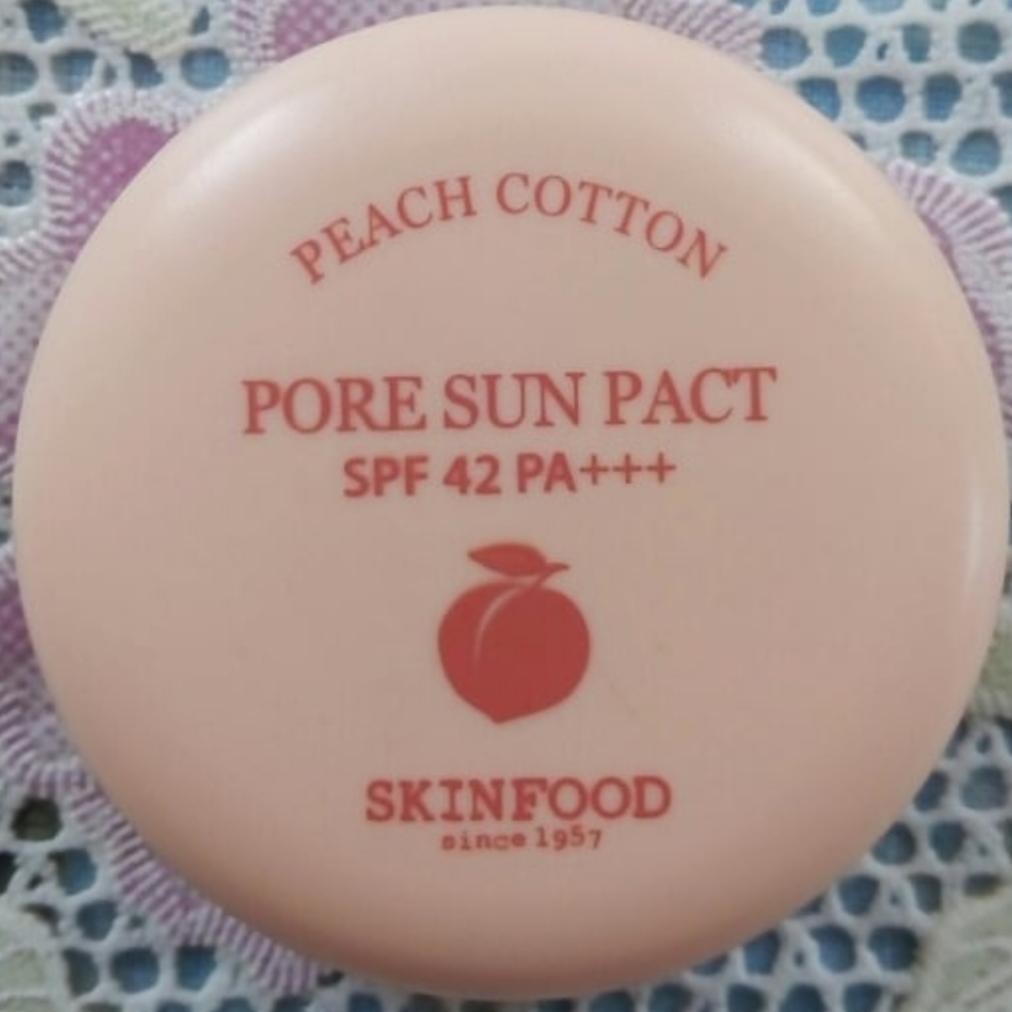 PEACH COTTON
PORE SUN PACT
SPF 42 PA+++
SKINFOOD
since 1957